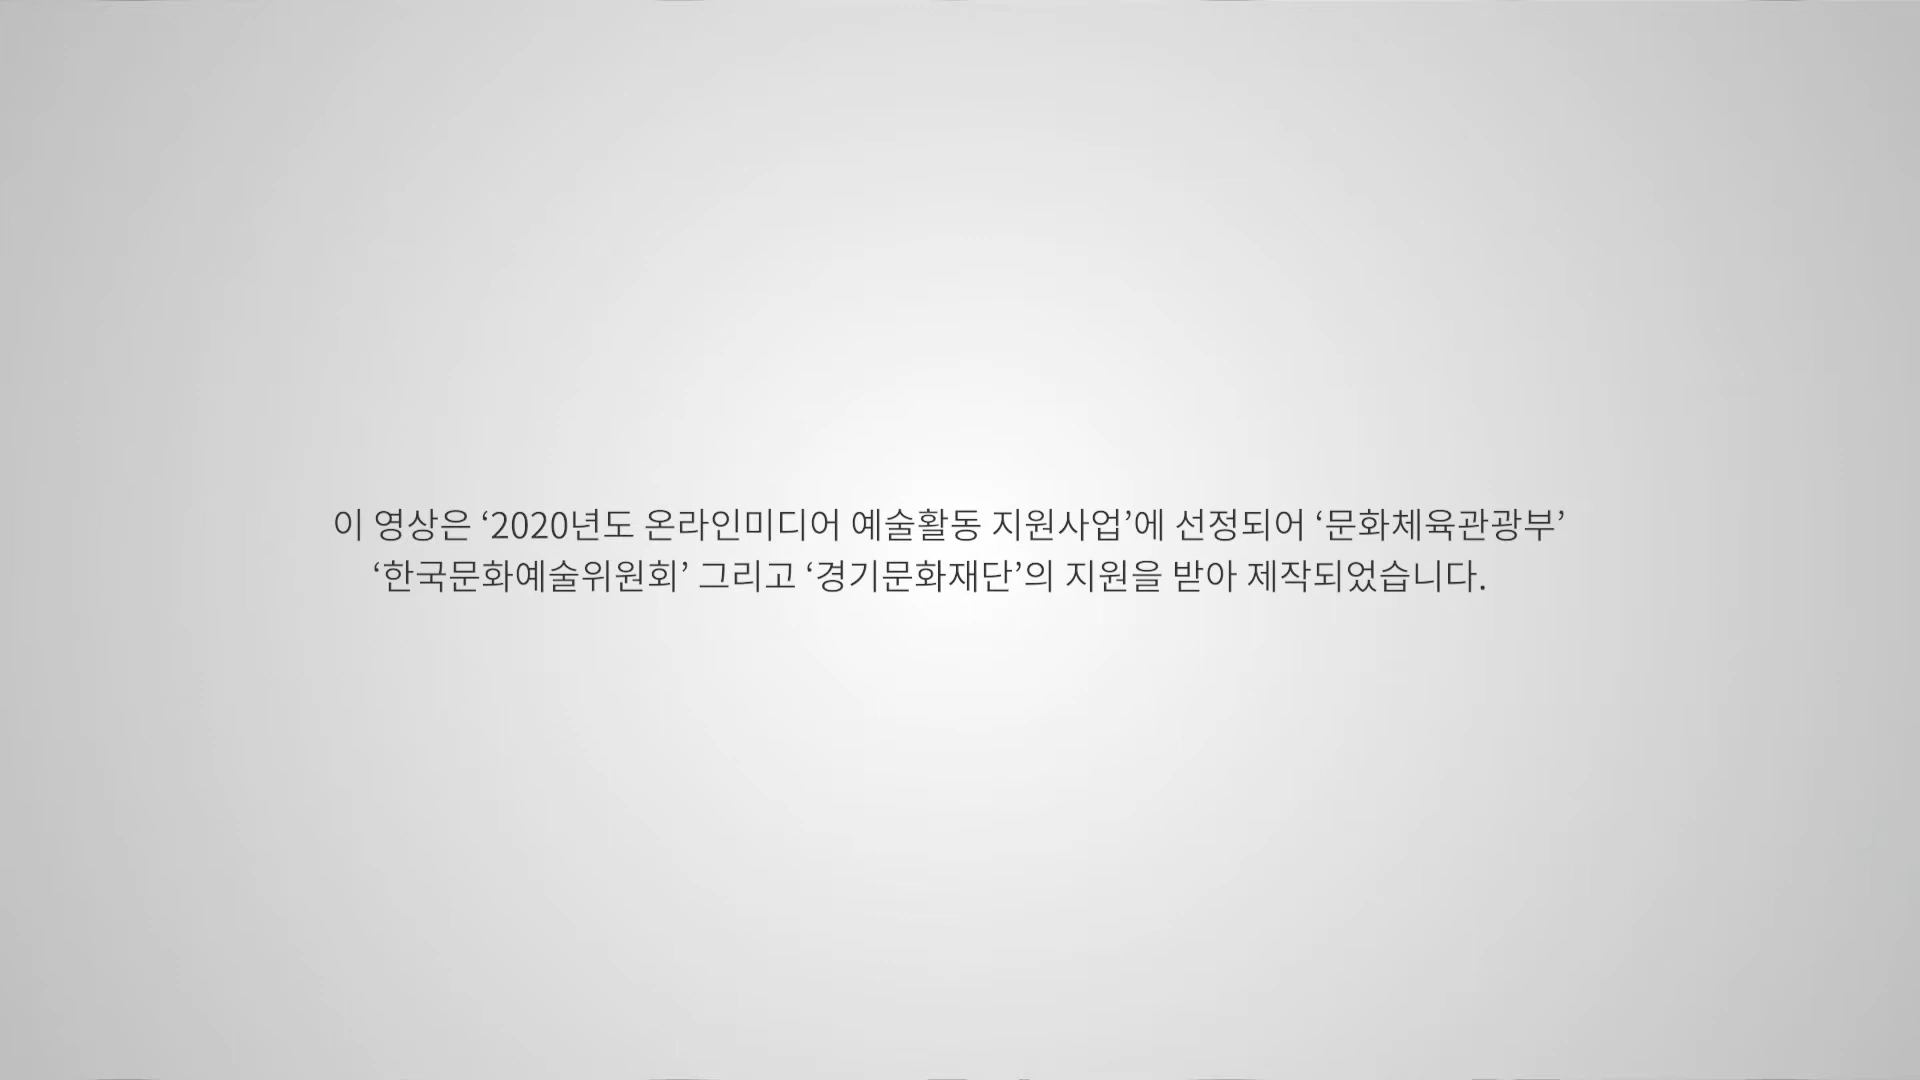 이 영상은 ‘2020년도 온라인미디어 예술활동 지원사업’에 선정되어 ‘문화체육관광부’
‘한국문화예술위원회’ 그리고 ‘경기문화재단’의 지원을 받아 제작되었습니다.